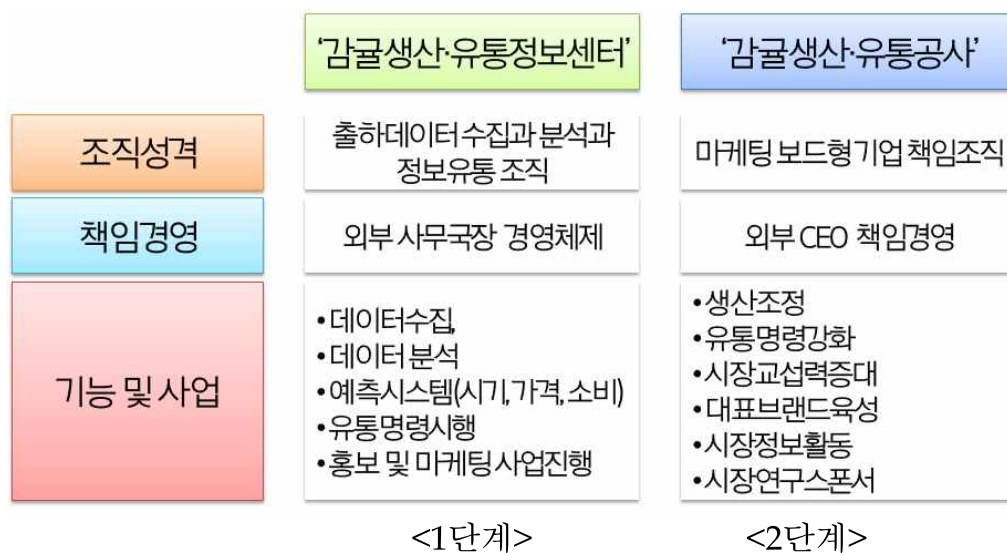 ‘감귤생산·유통정보센터’
‘감귤생산·유통공사’
조직성격
출하데이터 수집과 분석과
정보유통 조직
마케팅 보드형 기업 책임조직
책임경영
외부 사무국장 경영체제
외부 CEO 책임경영
기능 및 사업
•데이터수집,
•데이터 분석
•예측시스템(시기, 가격, 소비)
•유통명령시행
•홍보 및 마케팅 사업진행
•생산조정
•유통명령강화
•시장교섭력증대
•대표브랜드육성
•시장정보활동
•시장연구스폰서
<1단계>
<2단계>